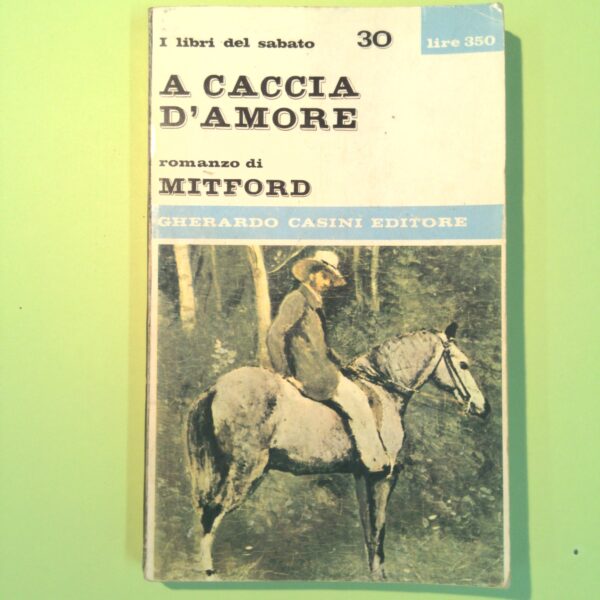 I libri del sabato 30 lire 350
A CACCIA
D'AMORE
romanzo di
MITFORD
GHERARDO CASINI EDITORE